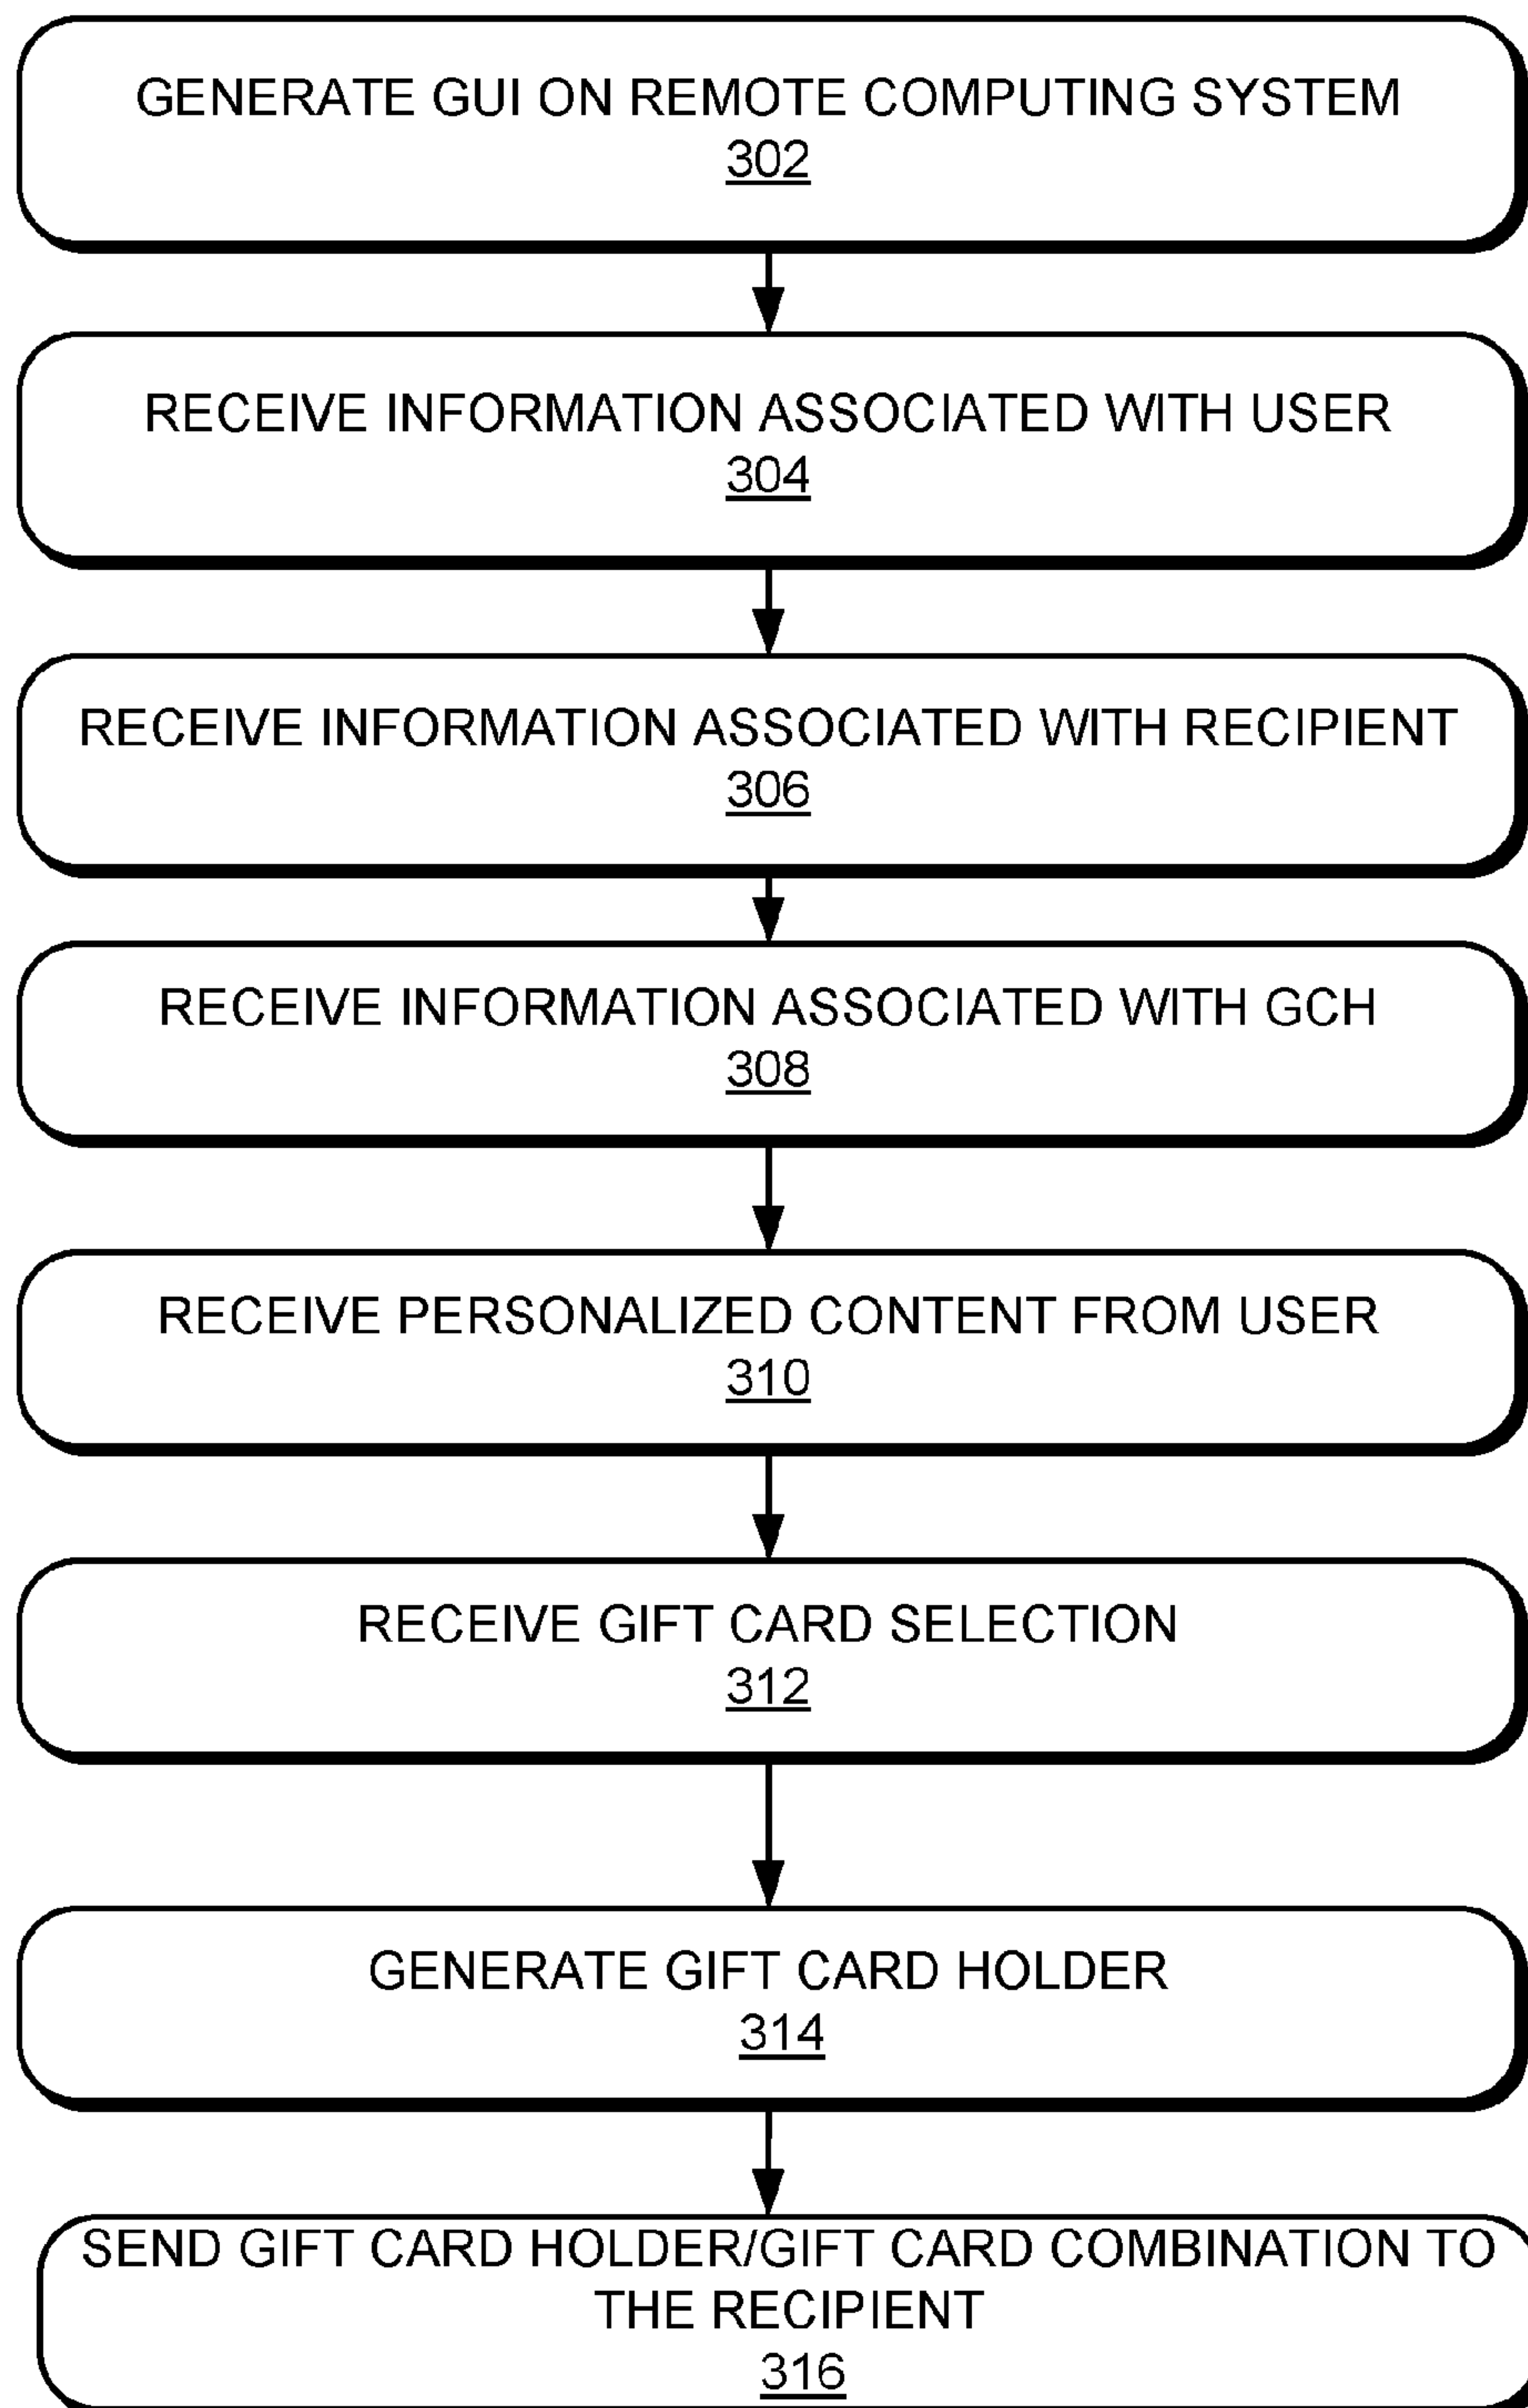 GENERATE GUI ON REMOTE COMPUTING SYSTEM
302
RECEIVE INFORMATION ASSOCIATED WITH USER
304
RECEIVE INFORMATION ASSOCIATED WITH RECIPIENT
306
RECEIVE INFORMATION ASSOCIATED WITH GCH
308
RECEIVE PERSONALIZED CONTENT FROM USER
310
RECEIVE GIFT CARD SELECTION
312
GENERATE GIFT CARD HOLDER
314
SEND GIFT CARD HOLDER/GIFT CARD COMBINATION TO
THE RECIPIENT
316